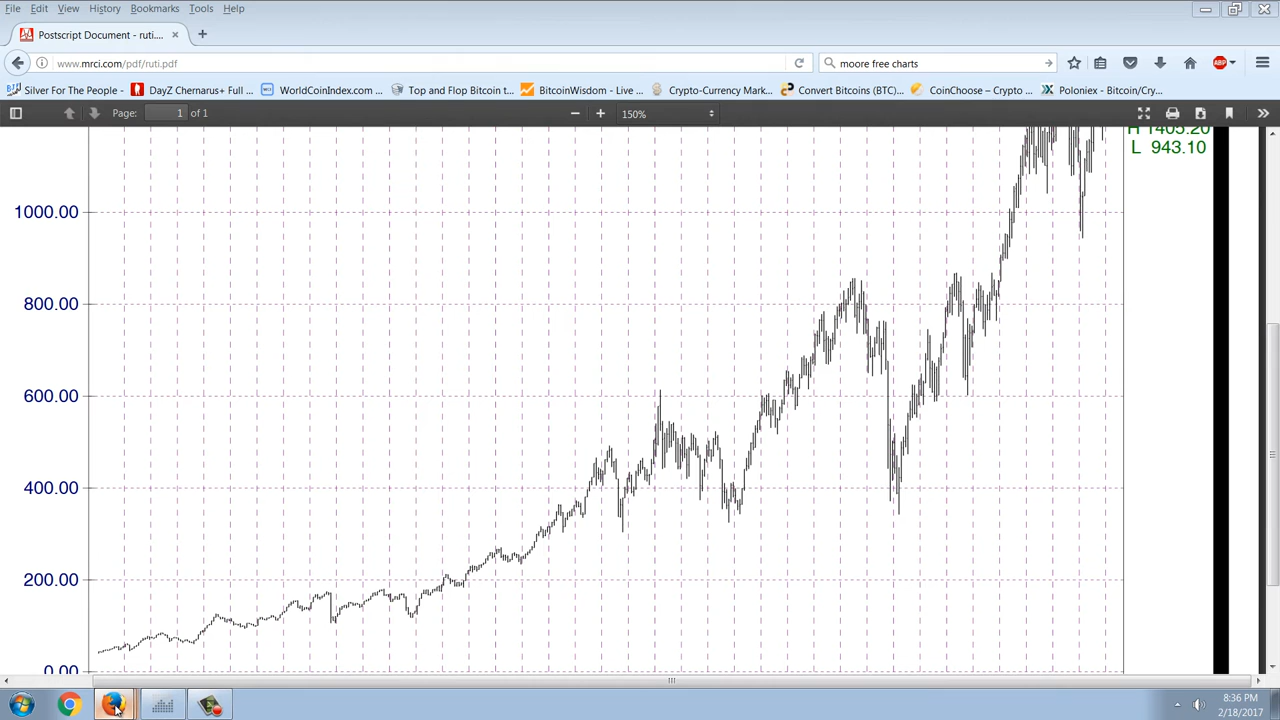 File Edit View History Bookmarks Tools Help
Postscript Document - ruti....
www.mrci.com/pdf/ruti.pdf
moore free charts
ABP
Silver For The People - ...
DayZ Chernarus+ Full ...
WorldCoinIndex.com ...
Top and Flop Bitcoin t...
BitcoinWisdom - Live ...
Crypto-Currency Mark...
Convert Bitcoins (BTC)...
CoinChoose – Crypto ...
Poloniex - Bitcoin/Cry...
Page: 1 of 1
150%
H 1405.20
L 943.10
1000.00
800.00
600.00
400.00
200.00
0.00
8:36 PM
2/18/2017